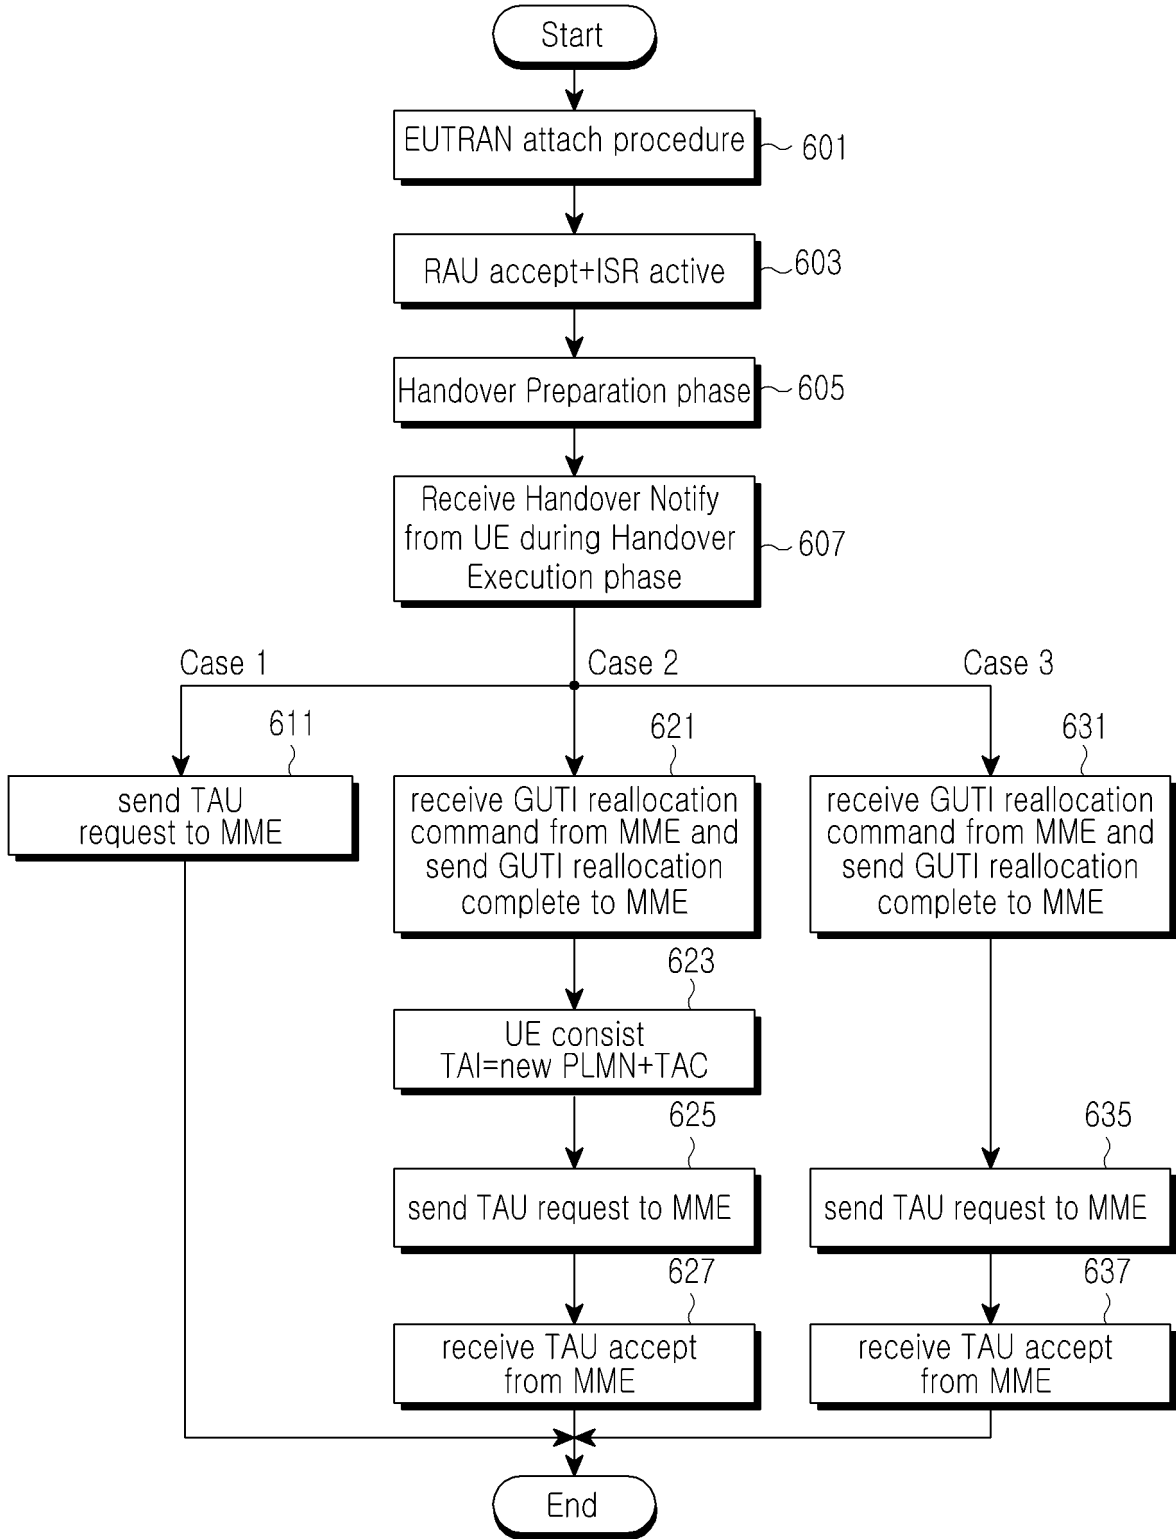 Start
EUTRAN attach procedure
601
RAU accept+ISR active
603
Handover Preparation phase
605
Receive Handover Notify
from UE during Handover
Execution phase
607
Case 1
Case 2
Case 3
611
send TAU
request to MME
621
receive GUTI reallocation
command from MME and
send GUTI reallocation
complete to MME
631
receive GUTI reallocation
command from MME and
send GUTI reallocation
complete to MME
623
UE consist
TAI=new PLMN+TAC
625
send TAU request to MME
635
send TAU request to MME
627
receive TAU accept
from MME
637
receive TAU accept
from MME
End